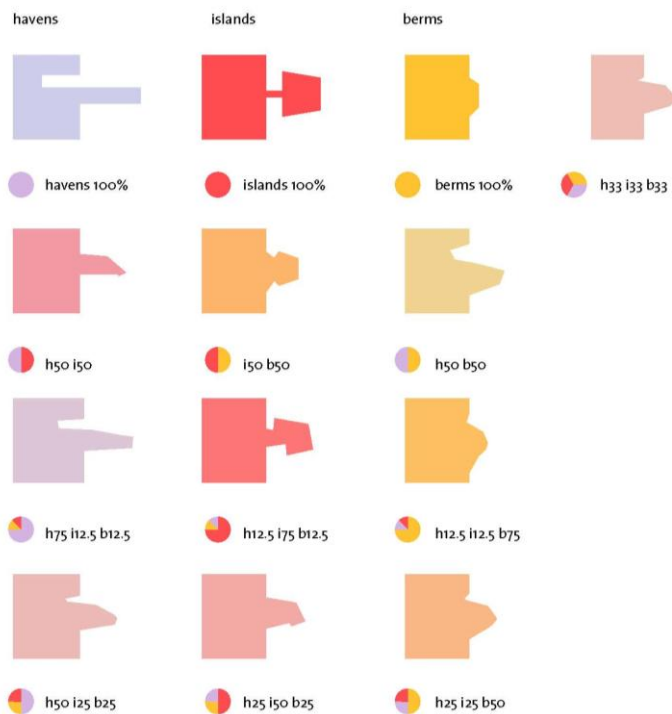 havens
islands
berms
havens 100%
islands 100%
berms 100%
h33 i33 b33
h50 i50
i50 b50
h50 b50
h75 i12.5 b12.5
h12.5 i75 b12.5
h12.5 i12.5 b75
h50 i25 b25
h25 i50 b25
h25 i25 b50